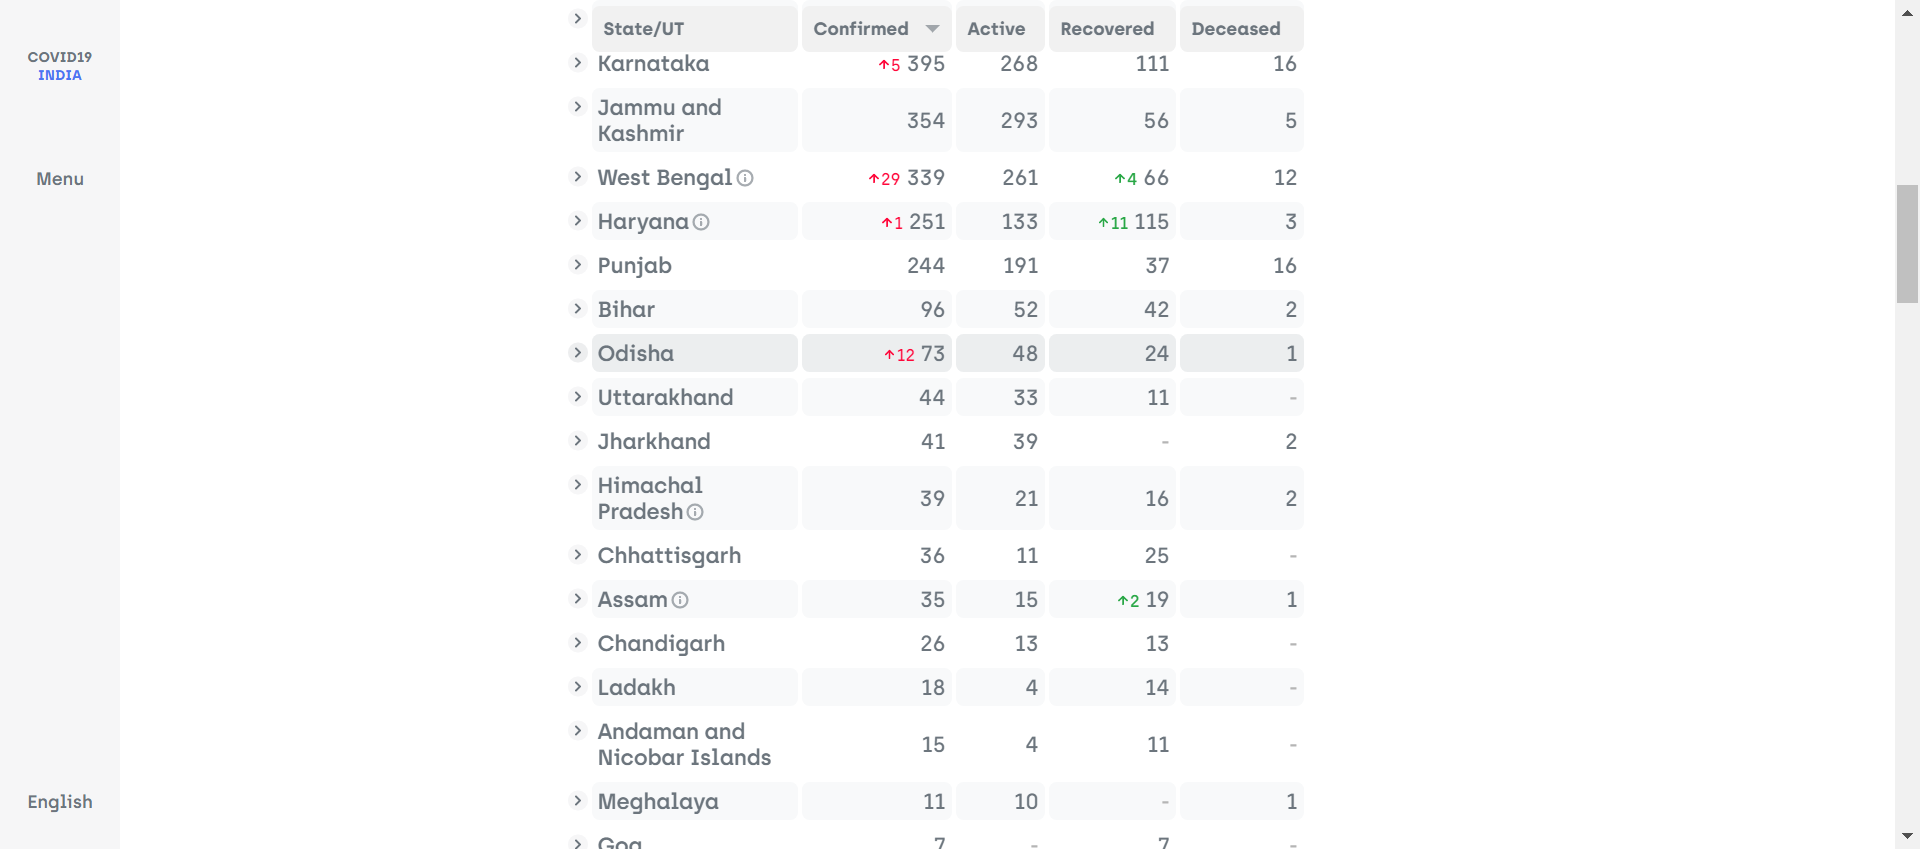 COVID19
INDIA
Menu
English
State/UT Confirmed Active Recovered Deceased
Karnataka ↑5 395 268 111 16
Jammu and
Kashmir 354 293 56 5
West Bengal ↑29 339 261 ↑4 66 12
Haryana ↑1 251 133 ↑11 115 3
Punjab 244 191 37 16
Bihar 96 52 42 2
Odisha ↑12 73 48 24 1
Uttarakhand 44 33 11 -
Jharkhand 41 39 - 2
Himachal
Pradesh 39 21 16 2
Chhattisgarh 36 11 25 -
Assam 35 15 ↑2 19 1
Chandigarh 26 13 13 -
Ladakh 18 4 14 -
Andaman and
Nicobar Islands 15 4 11 -
Meghalaya 11 10 - 1
Goa 7 - 7 -